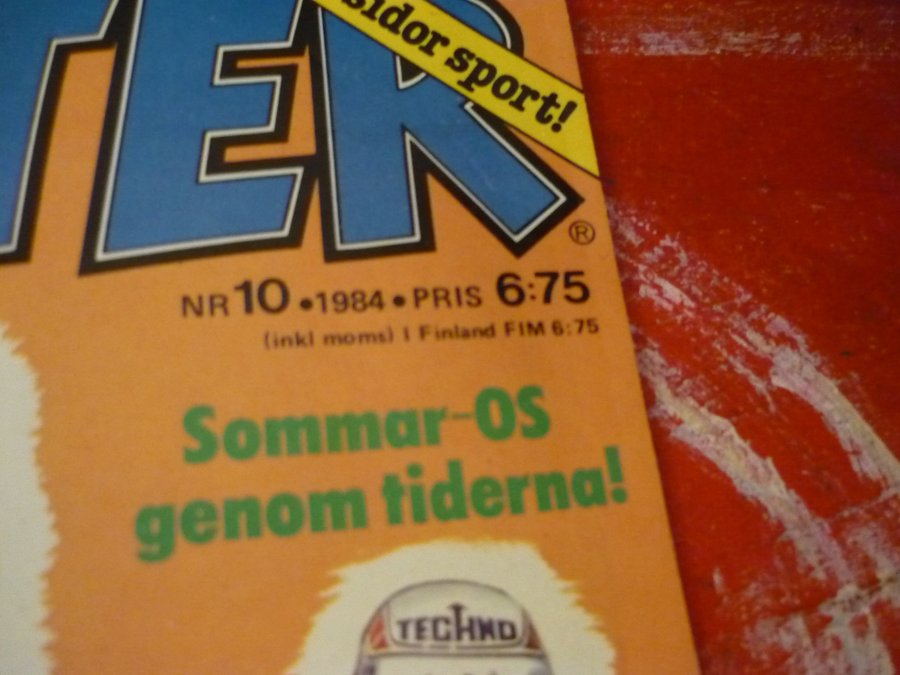 TER
sidor sport!
®
NR 10 • 1984 • PRIS 6:75
(inkl moms) I Finland FIM 6:75
Sommar-OS
genom tiderna!
TECHNO